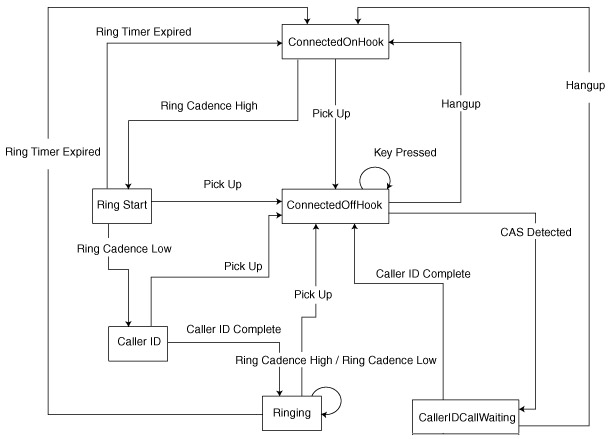 Ring Timer Expired
ConnectedOnHook
Hangup
Ring Cadence High
Pick Up
Hangup
Ring Timer Expired
Key Pressed
Pick Up
Ring Start
ConnectedOffHook
CAS Detected
Ring Cadence Low
Pick Up
Caller ID Complete
Pick Up
Caller ID Complete
Caller ID
Ring Cadence High / Ring Cadence Low
Ringing
CallerIDCallWaiting